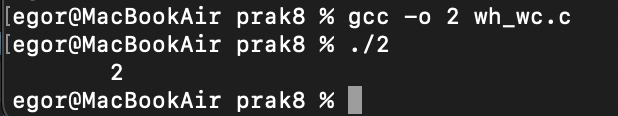 [egor@MacBookAir prak8 % gcc -o 2 wh_wc.c
[egor@MacBookAir prak8 % ./2
2
egor@MacBookAir prak8 %